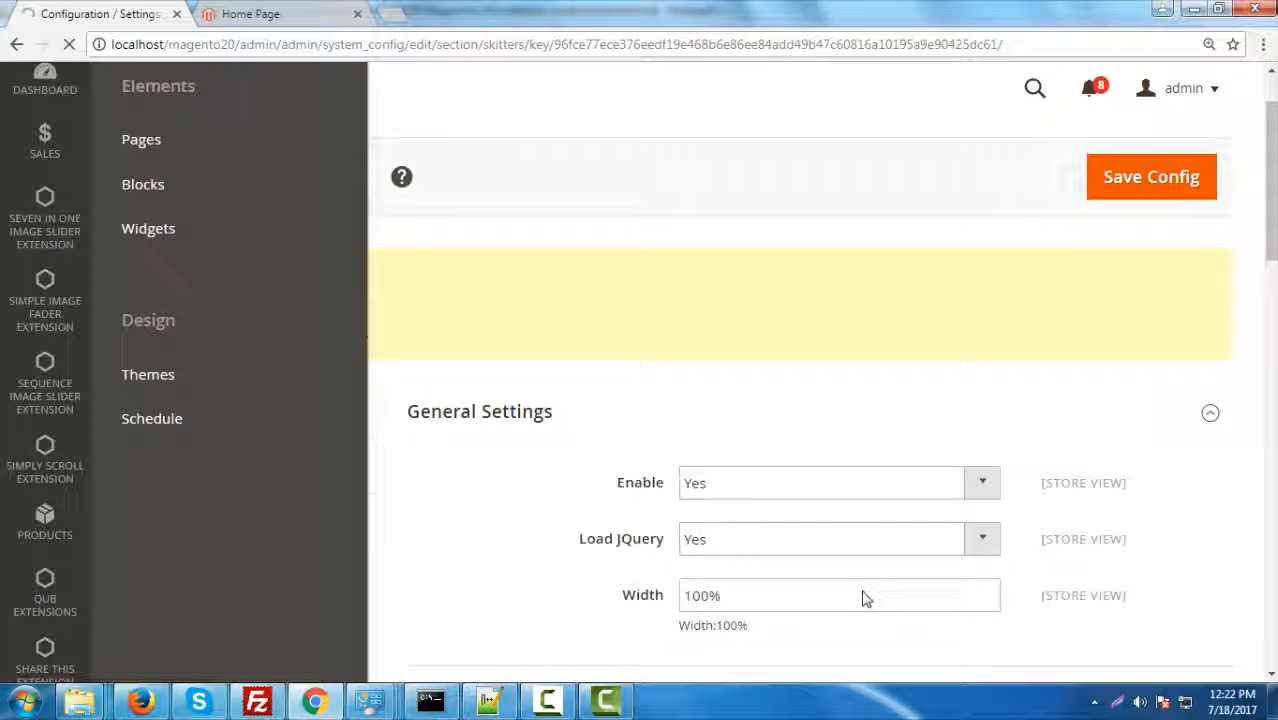 Configuration / Settings
Home Page
localhost/magento20/admin/admin/system_config/edit/section/skitters/key/96fce77ece376eedf19e468b6e86ee84add49b47c60816a10195a9e90425dc61/
DASHBOARD
SALES
SEVEN IN ONE
IMAGE SLIDER
EXTENSION
SIMPLE IMAGE
FADER
EXTENSION
SEQUENCE
IMAGE SLIDER
EXTENSION
SIMPLY SCROLL
EXTENSION
PRODUCTS
QUB
EXTENSIONS
SHARE THIS
EXTENSION
Elements
Pages
Blocks
Widgets
Design
Themes
Schedule
8
admin
?
Save Config
General Settings
Enable Yes [STORE VIEW]
Load JQuery Yes [STORE VIEW]
Width 100% [STORE VIEW]
Width:100%
12:22 PM
7/18/2017